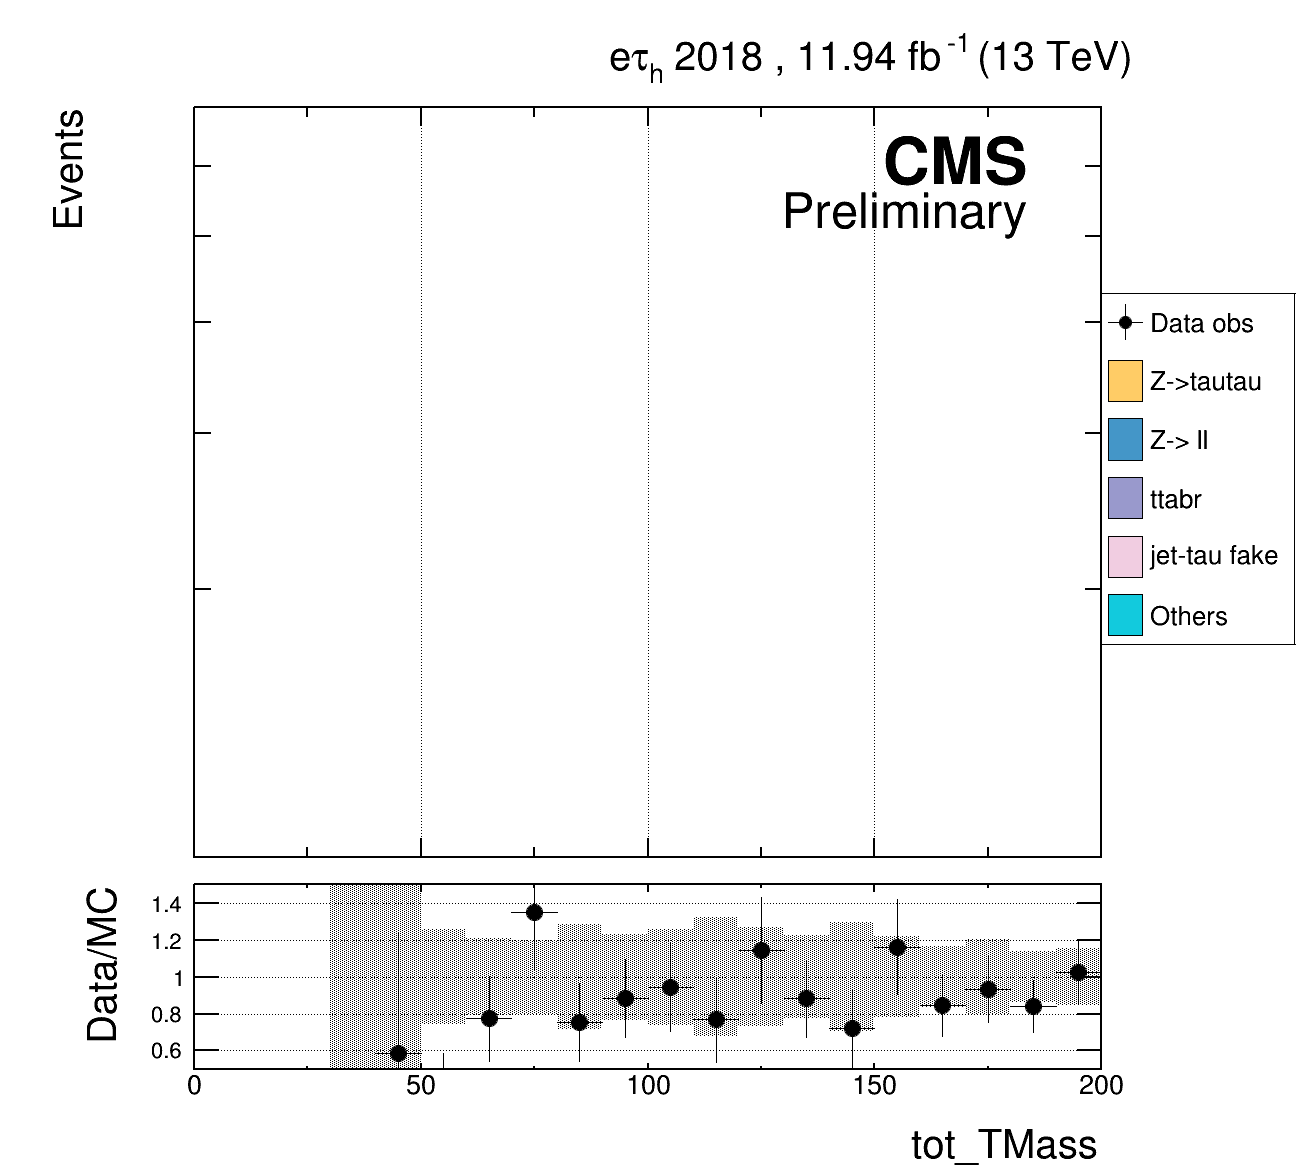 eτh 2018 , 11.94 fb-1 (13 TeV)
Events
CMS
Preliminary
Data obs
Z->tautau
Z-> ll
ttabr
jet-tau fake
Others
Data/MC
1.4
1.2
1
0.8
0.6
0 50 100 150 200
tot_TMass